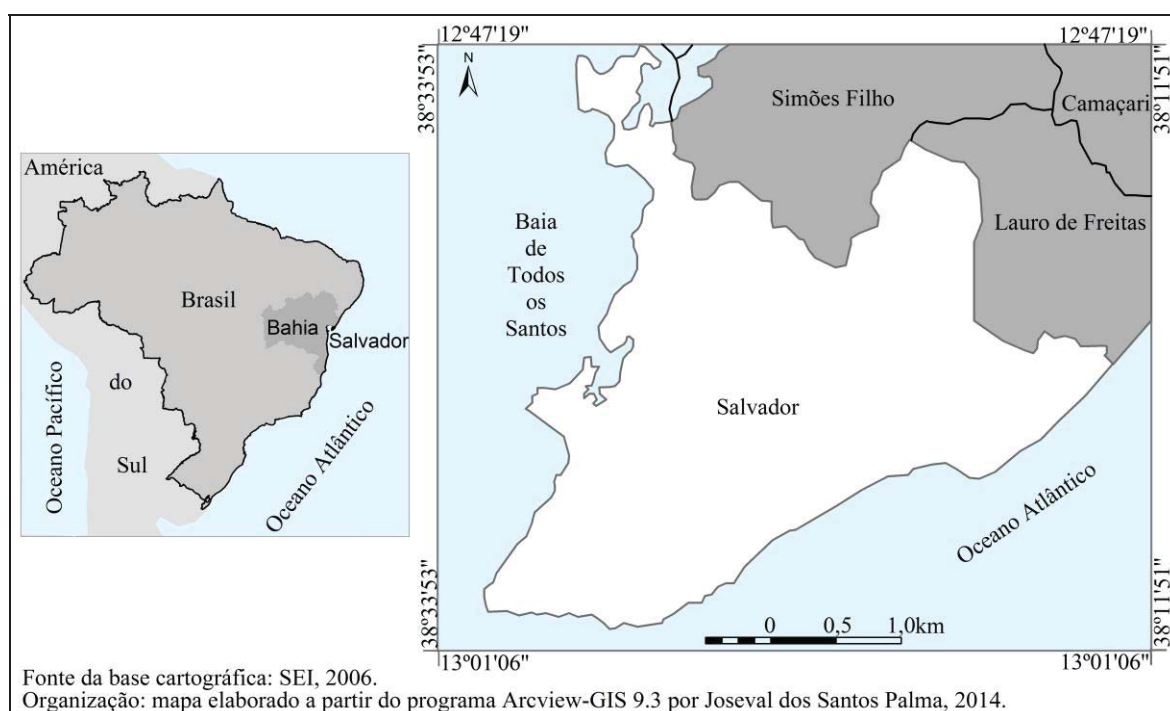 América
Brasil
Bahia
Salvador
do
Sul
Oceano Pacífico
Oceano Atlântico
12º47'19"
12º47'19"
38º33'53"
38º11'51"
N
Simões Filho
Camaçari
Lauro de Freitas
Baia
de
Todos
os
Santos
Salvador
Oceano Atlântico
38º33'53"
38º11'51"
0 0,5 1,0km
13º01'06"
13º01'06"
Fonte da base cartográfica: SEI, 2006.
Organização: mapa elaborado a partir do programa Arcview-GIS 9.3 por Joseval dos Santos Palma, 2014.